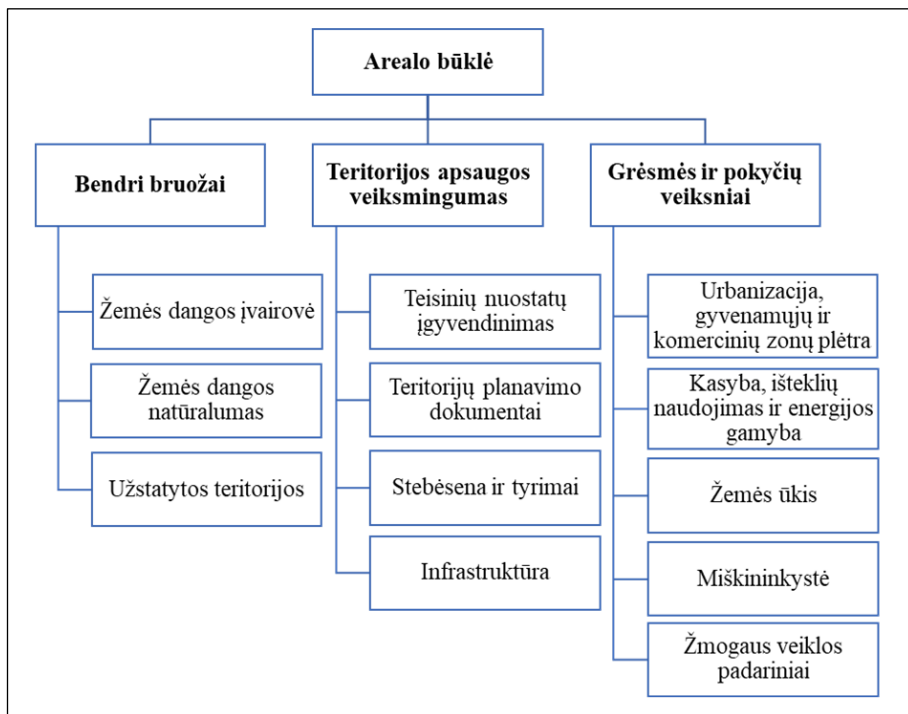 Arealo būklė
Bendri bruožai
Žemės dangos įvairovė
Žemės dangos
natūralumas
Užstatytos teritorijos
Teritorijos apsaugos
veiksmingumas
Teisinių nuostatų
įgyvendinimas
Teritorijų planavimo
dokumentai
Stebėsena ir tyrimai
Infrastruktūra
Grėsmės ir pokyčių
veiksniai
Urbanizacija,
gyvenamųjų ir
komercinių zonų plėtra
Kasyba, išteklių
naudojimas ir energijos
gamyba
Žemės ūkis
Miškininkystė
Žmogaus veiklos
padariniai